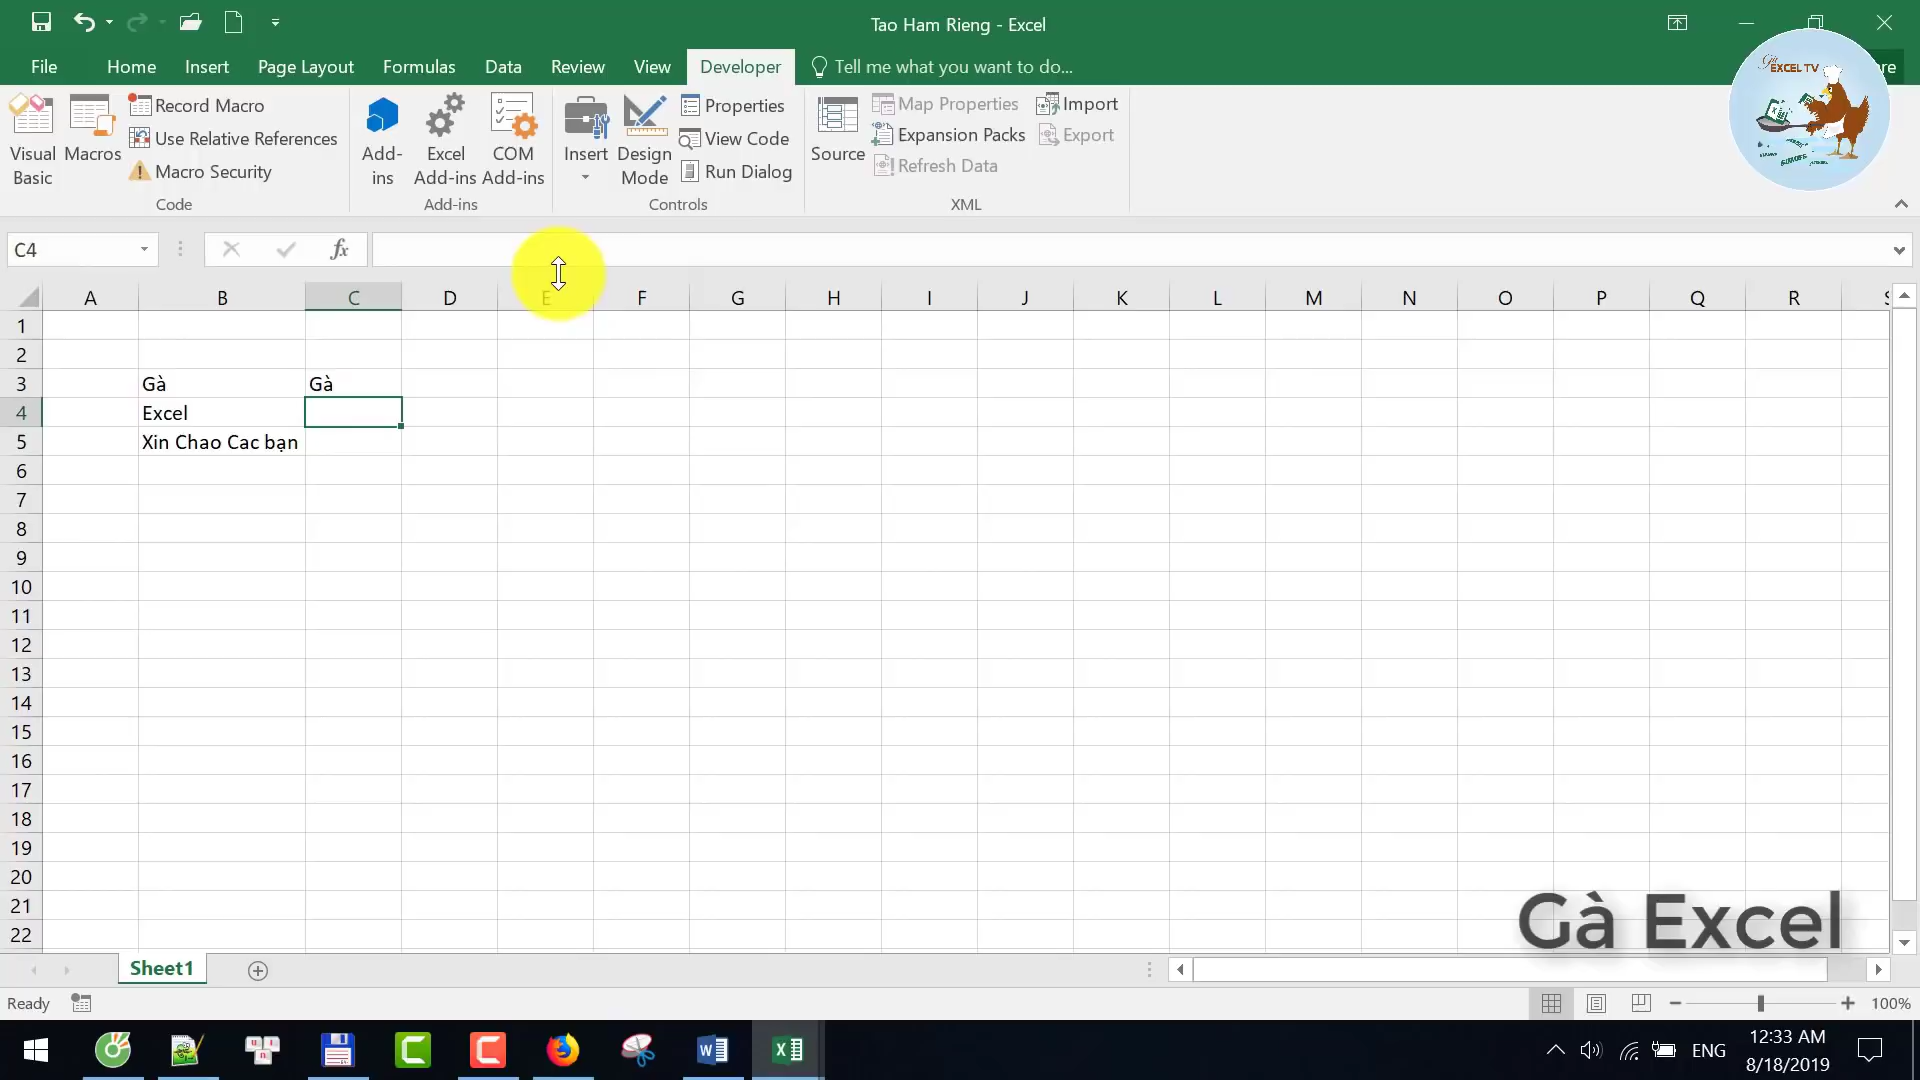 Tao Ham Rieng - Excel
File Home Insert Page Layout Formulas Data Review View Developer Tell me what you want to do...
EXCEL TV
Visual Basic
Macros
Record Macro
Use Relative References
Macro Security
Code
Add-ins
Excel Add-ins
COM Add-ins
Add-ins
Insert
Design Mode
Properties
View Code
Run Dialog
Controls
Source
Map Properties
Expansion Packs
Refresh Data
Import
Export
XML
C4
fx
A B C D E F G H I J K L M N O P Q R
1
2
3 Gà Gà
4 Excel
5 Xin Chao Cac bạn
6
7
8
9
10
11
12
13
14
15
16
17
18
19
20
21
22
Gà Excel
Sheet1
Ready
100%
ENG
12:33 AM
8/18/2019